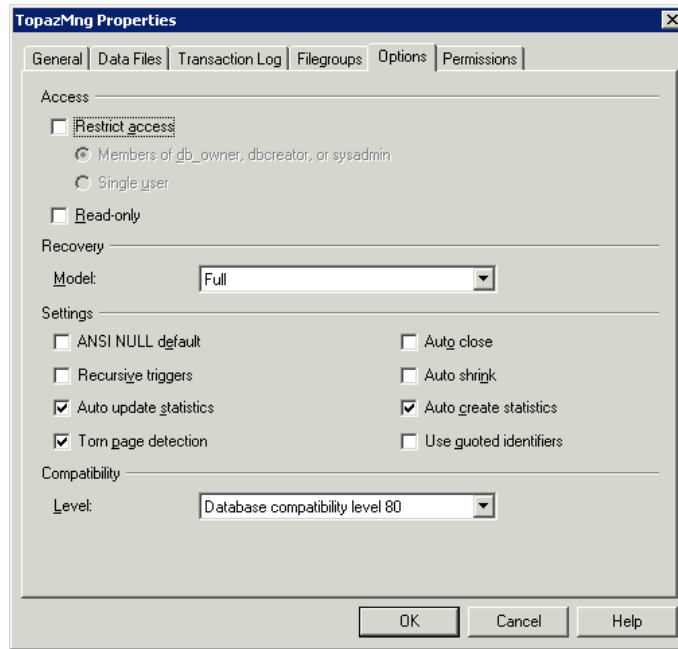 TopazMng Properties
General Data Files Transaction Log Filegroups Options Permissions
Access
Restrict access
Members of db_owner, dbcreator, or sysadmin
Single user
Read-only
Recovery
Model: Full
Settings
ANSI NULL default Auto close
Recursive triggers Auto shrink
Auto update statistics Auto create statistics
Torn page detection Use quoted identifiers
Compatibility
Level: Database compatibility level 80
OK Cancel Help